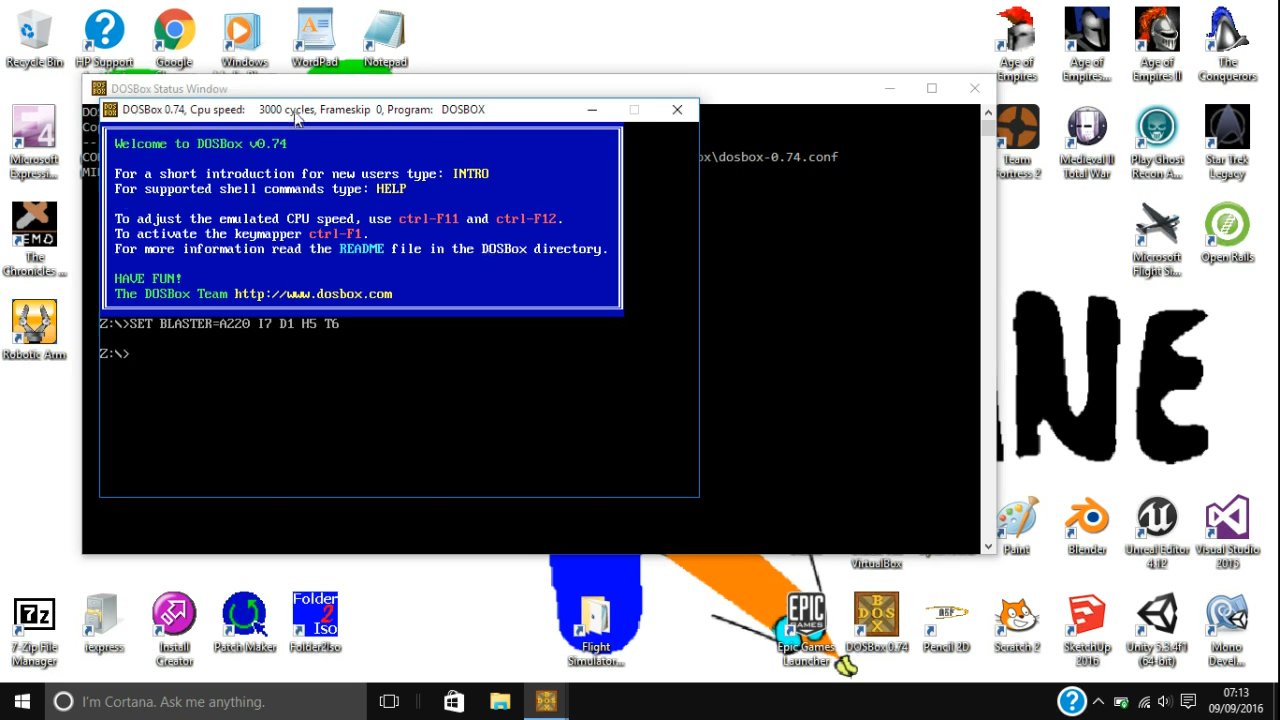 Recycle Bin
HP Support
Google
Windows
WordPad
Notepad
Age of
Empires
Age of
Empires...
Age of
Empires II
The
Conquerors
DOSBox Status Window
DOSBox 0.74, Cpu speed: 3000 cycles, Frameskip 0, Program: DOSBOX
Welcome to DOSBox v0.74
For a short introduction for new users type: INTRO
For supported shell commands type: HELP
To adjust the emulated CPU speed, use ctrl-F11 and ctrl-F12.
To activate the keymapper ctrl-F1.
For more information read the README file in the DOSBox directory.
HAVE FUN!
The DOSBox Team http://www.dosbox.com
Z:\>SET BLASTER=A220 I7 D1 H5 T6
Z:\>
ox\dosbox-0.74.conf
Microsoft
Expressi...
The
Chronicles ...
Robotic Arm
Team
Fortress 2
Medieval II
Total War
Play Ghost
Recon A...
Star Trek
Legacy
Microsoft
Flight Si...
Open Rails
NE
Paint
Blender
Unreal Editor
4.12
Visual Studio
2015
VirtualBox
7-Zip File
Manager
iexpress
Install
Creator
Patch Maker
Folder
2
Iso
Folder2Iso
Flight
Simulator...
EPIC
GAMES
Epic Games
Launcher
DOSBox 0.74
Pencil 2D
Scratch 2
SketchUp
2016
Unity 5.3.4f1
(64-bit)
Mono
Devel...
I'm Cortana. Ask me anything.
07:13
09/09/2016